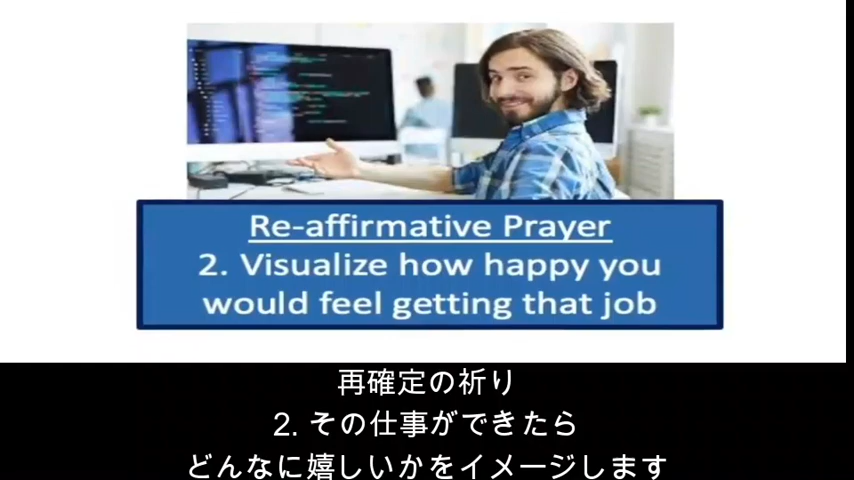 Re-affirmative Prayer
2. Visualize how happy you
would feel getting that job
再確定の祈り
2. その仕事ができたら
どんなに嬉しいかをイメージします